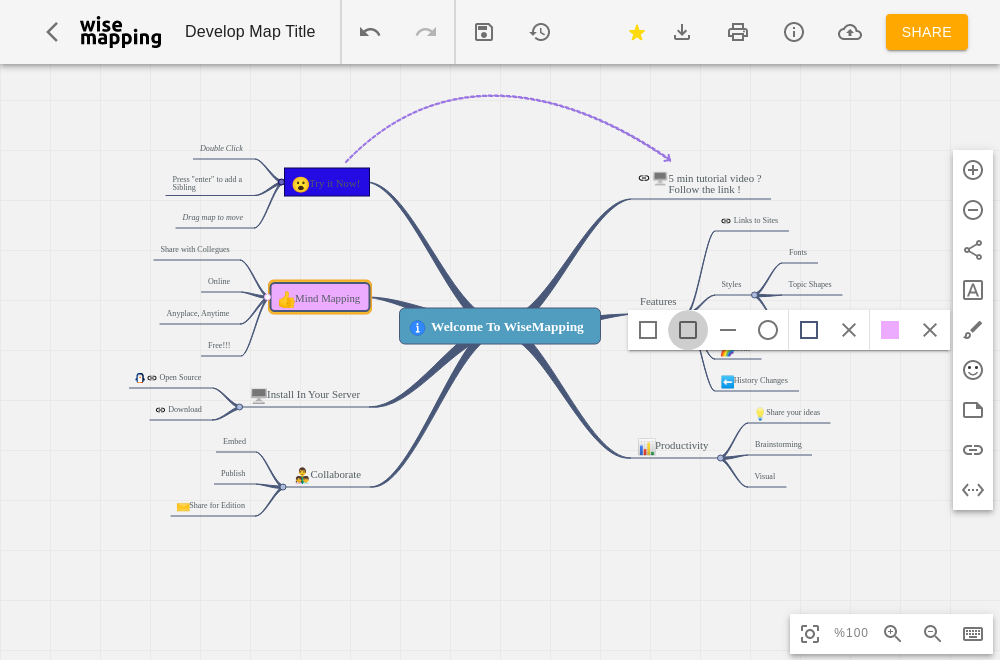 wise
mapping
Develop Map Title
SHARE
Double Click
Press "enter" to add a
Sibling
Drag map to move
Try it Now!
5 min tutorial video ?
Follow the link !
Links to Sites
Fonts
Styles
Topic Shapes
Features
Share with Collegues
Online
Anyplace, Anytime
Free!!!
Mind Mapping
Welcome To WiseMapping
History Changes
Open Source
Download
Install In Your Server
Share your ideas
Productivity
Brainstorming
Visual
Embed
Publish
Share for Edition
Collaborate
%100